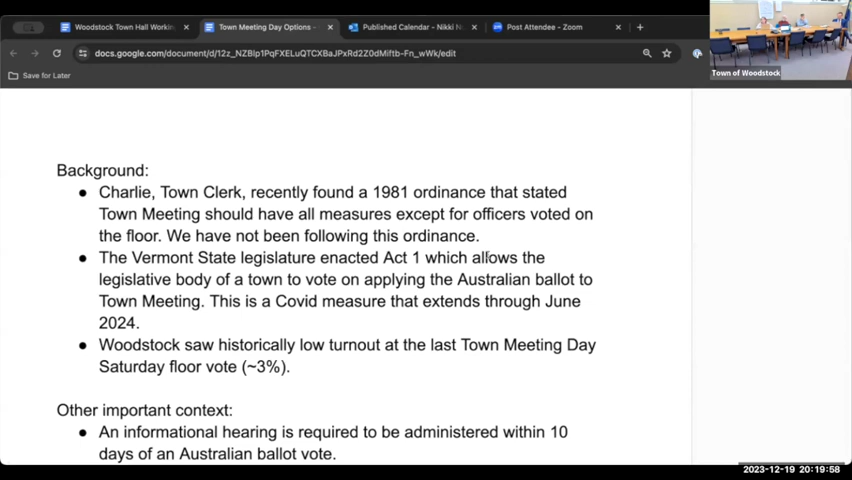 Woodstock Town Hall Workin
Town Meeting Day Options -
Published Calendar - Nikki N
Post Attendee - Zoom
docs.google.com/document/d/12z_NZBlp1PqFXELuQTCXBaJPxRd2Z0dMiftb-Fn_wWk/edit
Save for Later
Town of Woodstock
Background:
● Charlie, Town Clerk, recently found a 1981 ordinance that stated
Town Meeting should have all measures except for officers voted on
the floor. We have not been following this ordinance.
● The Vermont State legislature enacted Act 1 which allows the
legislative body of a town to vote on applying the Australian ballot to
Town Meeting. This is a Covid measure that extends through June
2024.
● Woodstock saw historically low turnout at the last Town Meeting Day
Saturday floor vote (~3%).
Other important context:
● An informational hearing is required to be administered within 10
days of an Australian ballot vote.
2023-12-19 20:19:58